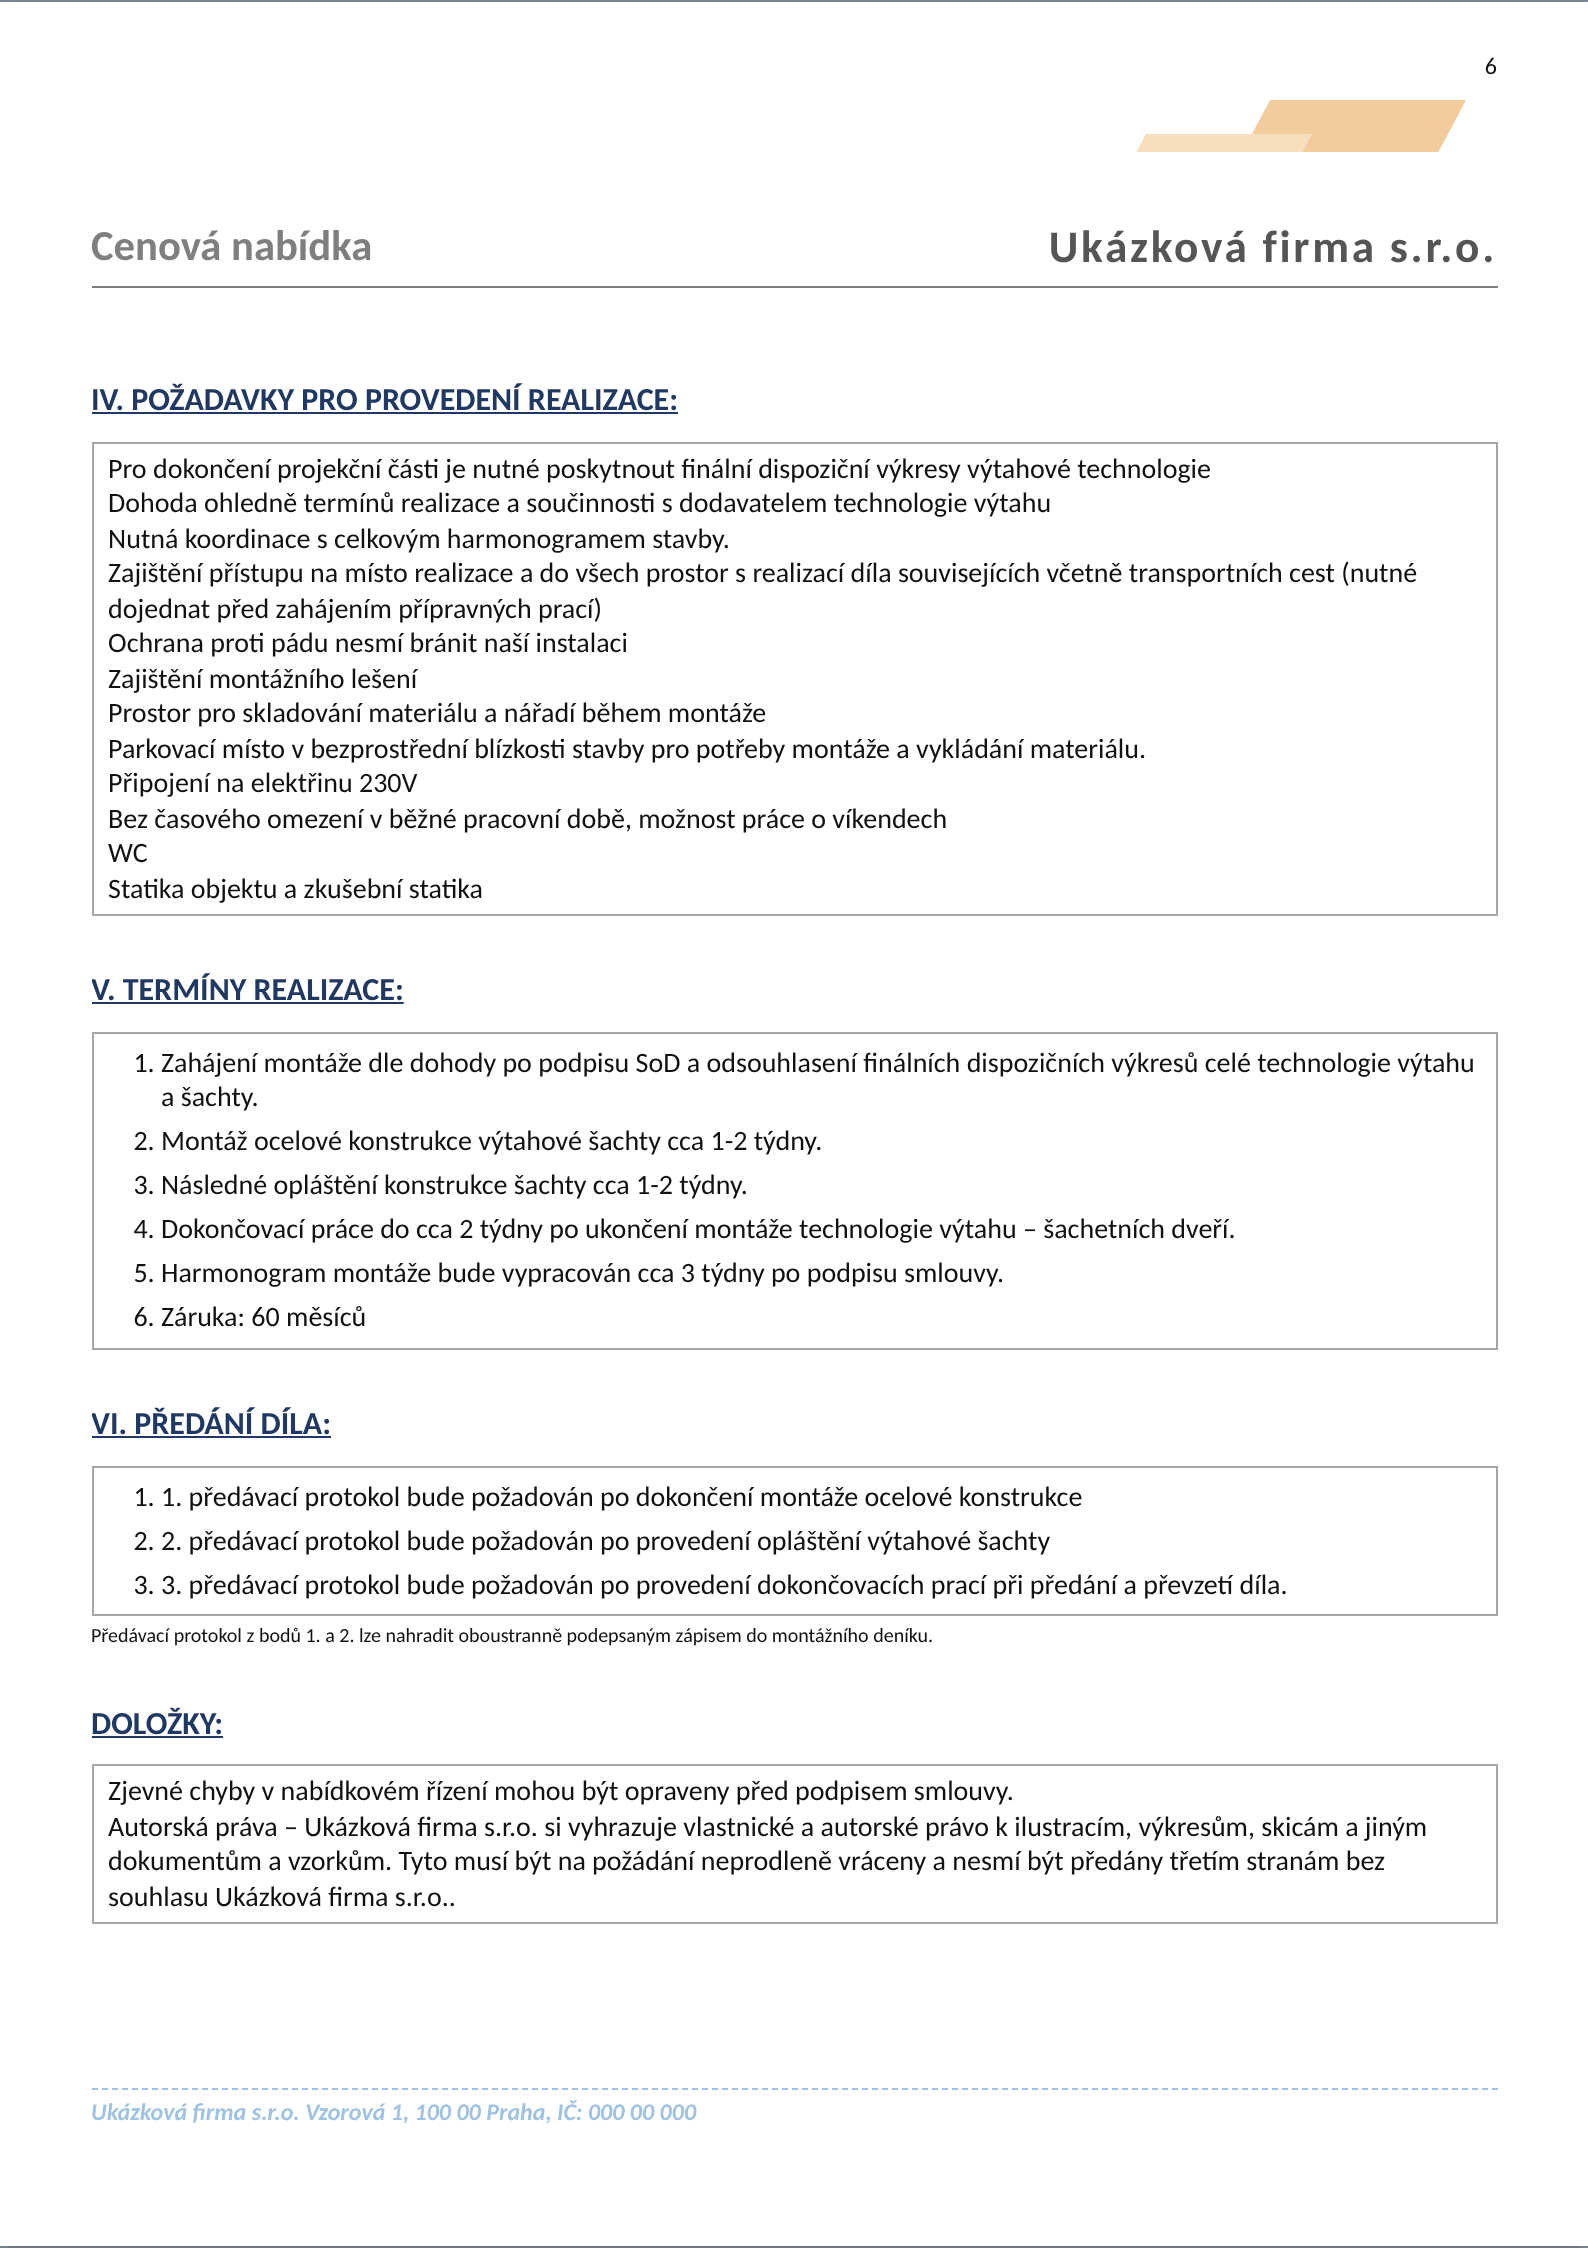 6
Cenová nabídka
Ukázková firma s.r.o.
IV. POŽADAVKY PRO PROVEDENÍ REALIZACE:
Pro dokončení projekční části je nutné poskytnout finální dispoziční výkresy výtahové technologie
Dohoda ohledně termínů realizace a součinnosti s dodavatelem technologie výtahu
Nutná koordinace s celkovým harmonogramem stavby.
Zajištění přístupu na místo realizace a do všech prostor s realizací díla souvisejících včetně transportních cest (nutné
dojednat před zahájením přípravných prací)
Ochrana proti pádu nesmí bránit naší instalaci
Zajištění montážního lešení
Prostor pro skladování materiálu a nářadí během montáže
Parkovací místo v bezprostřední blízkosti stavby pro potřeby montáže a vykládání materiálu.
Připojení na elektřinu 230V
Bez časového omezení v běžné pracovní době, možnost práce o víkendech
WC
Statika objektu a zkušební statika
V. TERMÍNY REALIZACE:
1. Zahájení montáže dle dohody po podpisu SoD a odsouhlasení finálních dispozičních výkresů celé technologie výtahu
a šachty.
2. Montáž ocelové konstrukce výtahové šachty cca 1-2 týdny.
3. Následné opláštění konstrukce šachty cca 1-2 týdny.
4. Dokončovací práce do cca 2 týdny po ukončení montáže technologie výtahu – šachetních dveří.
5. Harmonogram montáže bude vypracován cca 3 týdny po podpisu smlouvy.
6. Záruka: 60 měsíců
VI. PŘEDÁNÍ DÍLA:
1. 1. předávací protokol bude požadován po dokončení montáže ocelové konstrukce
2. 2. předávací protokol bude požadován po provedení opláštění výtahové šachty
3. 3. předávací protokol bude požadován po provedení dokončovacích prací při předání a převzetí díla.
Předávací protokol z bodů 1. a 2. lze nahradit oboustranně podepsaným zápisem do montážního deníku.
DOLOŽKY:
Zjevné chyby v nabídkovém řízení mohou být opraveny před podpisem smlouvy.
Autorská práva – Ukázková firma s.r.o. si vyhrazuje vlastnické a autorské právo k ilustracím, výkresům, skicám a jiným
dokumentům a vzorkům. Tyto musí být na požádání neprodleně vráceny a nesmí být předány třetím stranám bez
souhlasu Ukázková firma s.r.o..
Ukázková firma s.r.o. Vzorová 1, 100 00 Praha, IČ: 000 00 000